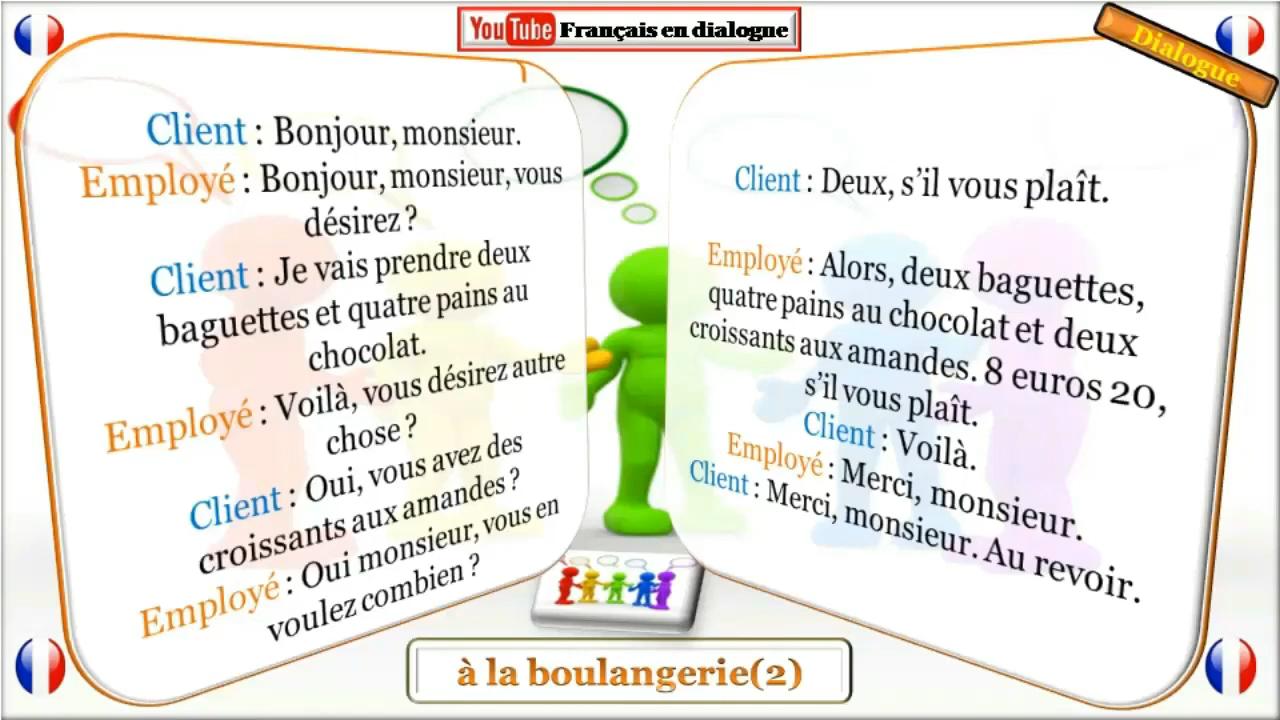 YouTube Français en dialogue
Dialogue
Client : Bonjour, monsieur.
Employé : Bonjour, monsieur, vous
désirez ?
Client : Je vais prendre deux
baguettes et quatre pains au
chocolat.
Employé : Voilà, vous désirez autre
chose ?
Client : Oui, vous avez des
croissants aux amandes ?
Employé : Oui monsieur, vous en
voulez combien ?
Client : Deux, s’il vous plaît.
Employé : Alors, deux baguettes,
quatre pains au chocolat et deux
croissants aux amandes. 8 euros 20,
s’il vous plaît.
Client : Voilà.
Employé : Merci, monsieur.
Client : Merci, monsieur. Au revoir.
à la boulangerie(2)